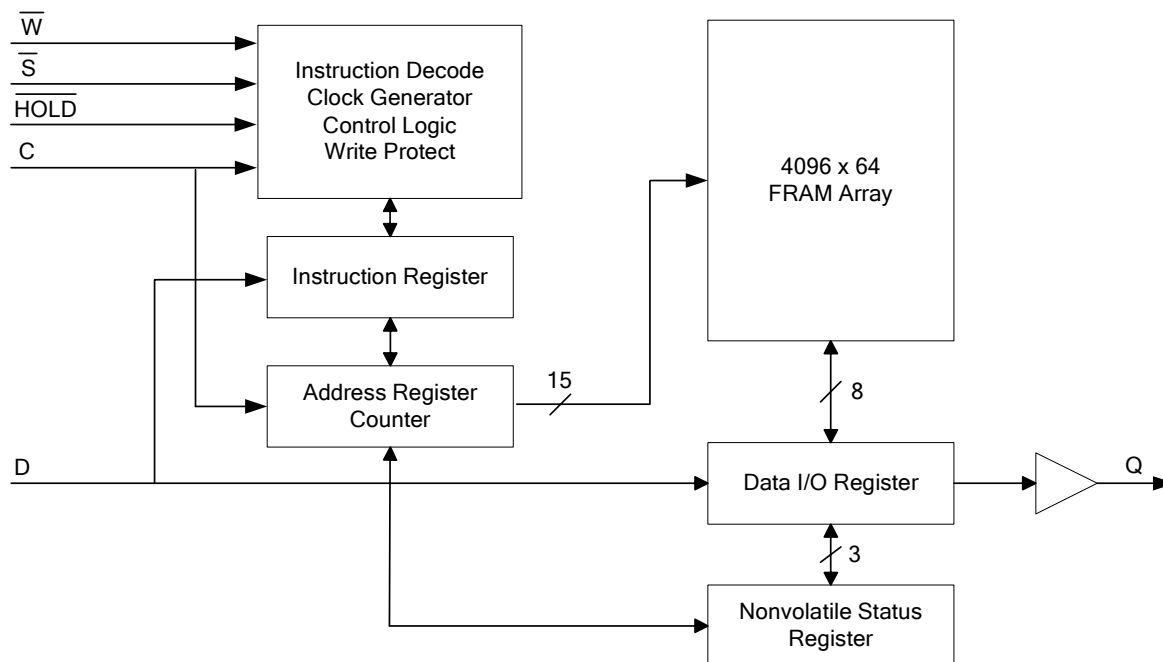 W
S
HOLD
C
Instruction Decode
Clock Generator
Control Logic
Write Protect
4096 x 64
FRAM Array
Instruction Register
Address Register
Counter
15
8
D
Data I/O Register
Q
3
Nonvolatile Status
Register